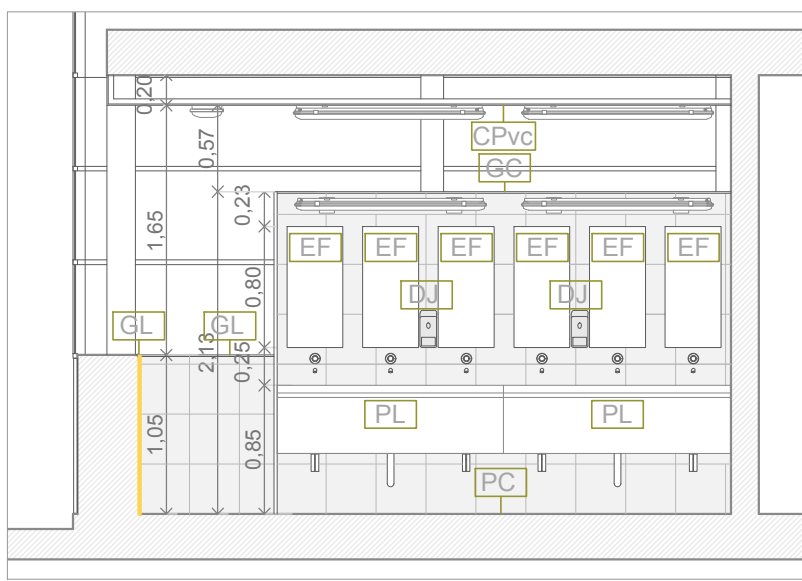 0,20
0,57
CPvc
GC
0,23
1,65
EF EF EF EF EF EF
0,80
DJ DJ
GL GL
2,13
0,25
PL PL
1,05
0,85
PC